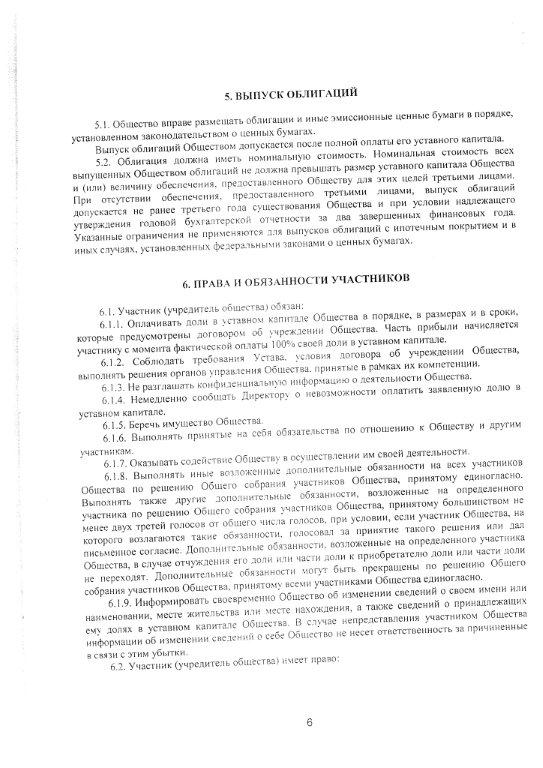 5. ВЫПУСК ОБЛИГАЦИЙ
5.1. Общество вправе размещать облигации и иные эмиссионные ценные бумаги в порядке,
установленном законодательством о ценных бумагах.
Выпуск облигаций Обществом допускается после полной оплаты его уставного капитала.
5.2. Облигация должна иметь номинальную стоимость. Номинальная стоимость всех
выпущенных Обществом облигаций не должна превышать размер уставного капитала Общества
и (или) величину обеспечения, предоставленного Обществу для этих целей третьими лицами.
При отсутствии обеспечения, предоставленного третьими лицами, выпуск облигаций
допускается не ранее третьего года существования Общества и при условии надлежащего
утверждения годовой бухгалтерской отчетности за два завершенных финансовых года.
Указанные ограничения не применяются для выпусков облигаций с ипотечным покрытием и в
иных случаях, установленных федеральными законами о ценных бумагах.
6. ПРАВА И ОБЯЗАННОСТИ УЧАСТНИКОВ
6.1. Участник (учредитель общества) обязан:
6.1.1. Оплачивать доли в уставном капитале Общества в порядке, в размерах и в сроки,
которые предусмотрены договором об учреждении Общества. Часть прибыли начисляется
участнику с момента фактической оплаты 100% своей доли в уставном капитале.
6.1.2. Соблюдать требования Устава, условия договора об учреждении Общества,
выполнять решения органов управления Общества, принятые в рамках их компетенции.
6.1.3. Не разглашать конфиденциальную информацию о деятельности Общества.
6.1.4. Немедленно сообщать Директору о невозможности оплатить заявленную долю в
уставном капитале.
6.1.5. Беречь имущество Общества.
6.1.6. Выполнять принятые на себя обязательства по отношению к Обществу и другим
участникам.
6.1.7. Оказывать содействие Обществу в осуществлении им своей деятельности.
6.1.8. Выполнять иные возложенные дополнительные обязанности на всех участников
Общества по решению Общего собрания участников Общества, принятому единогласно.
Выполнять также другие дополнительные обязанности, возложенные на определенного
участника по решению Общего собрания участников Общества, принятому большинством не
менее двух третей голосов от общего числа голосов, при условии, если участник Общества, на
которого возлагаются такие обязанности, голосовал за принятие такого решения или дал
письменное согласие. Дополнительные обязанности, возложенные на определенного участника
Общества, в случае отчуждения его доли или части доли к приобретателю доли или части доли
не переходят. Дополнительные обязанности могут быть прекращены по решению Общего
собрания участников Общества, принятому всеми участниками Общества единогласно.
6.1.9. Информировать своевременно Общество об изменении сведений о своем имени или
наименовании, месте жительства или месте нахождения, а также сведений о принадлежащих
ему долях в уставном капитале Общества. В случае непредставления участником Общества
информации об изменении сведений о себе Общество не несет ответственность за причиненные
в связи с этим убытки.
6.2. Участник (учредитель общества) имеет право:
6